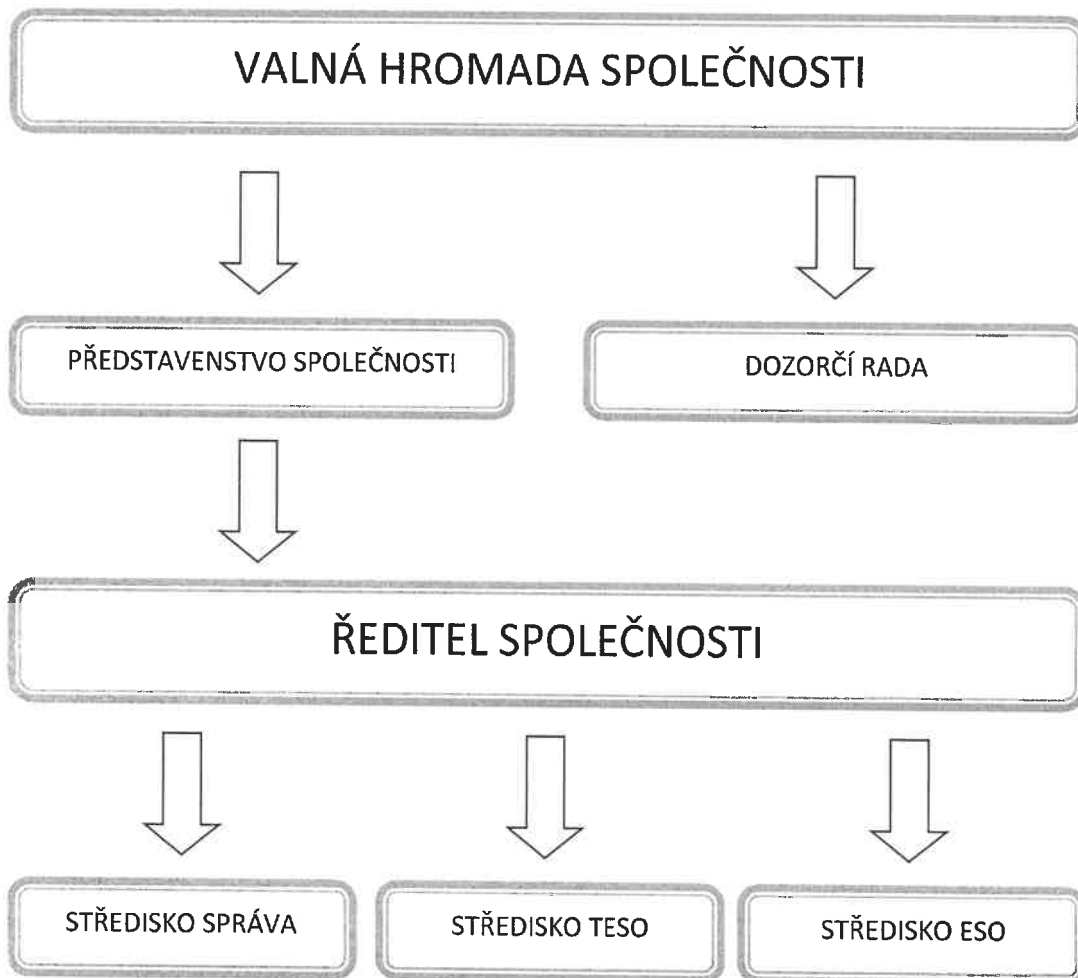 VALNÁ HROMADA SPOLEČNOSTI
PŘEDSTAVENSTVO SPOLEČNOSTI
DOZORČÍ RADA
ŘEDITEL SPOLEČNOSTI
STŘEDISKO SPRÁVA
STŘEDISKO TESO
STŘEDISKO ESO